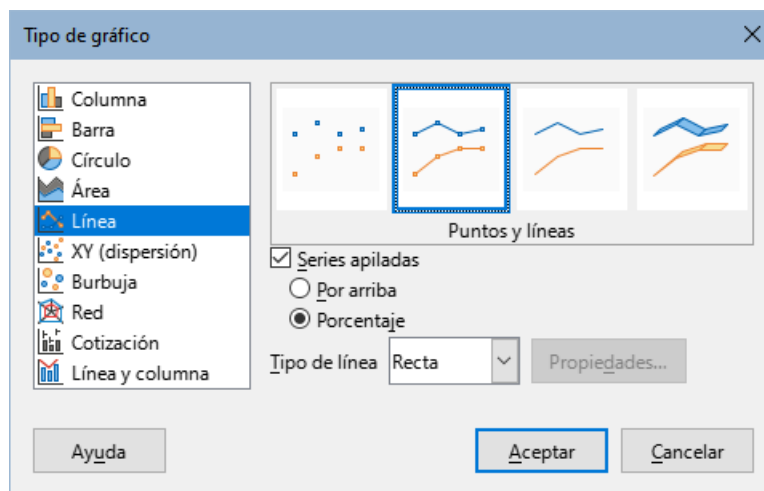 Tipo de gráfico
Columna
Barra
Círculo
Área
Línea
XY (dispersión)
Burbuja
Red
Cotización
Línea y columna
Puntos y líneas
Series apiladas
Por arriba
Porcentaje
Tipo de línea Recta Propiedades...
Ayuda Aceptar Cancelar